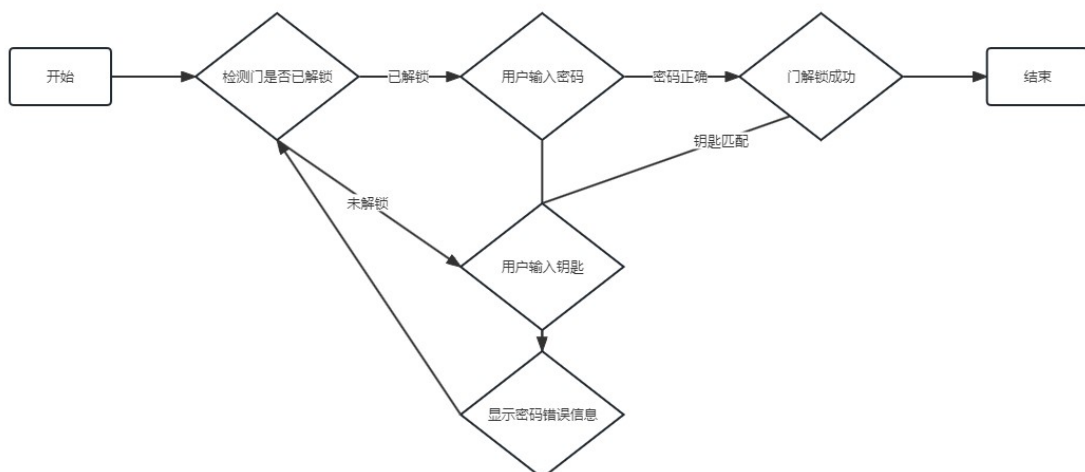 开始
检测门是否已解锁
已解锁
用户输入密码
密码正确
门解锁成功
结束
钥匙匹配
未解锁
用户输入钥匙
显示密码错误信息